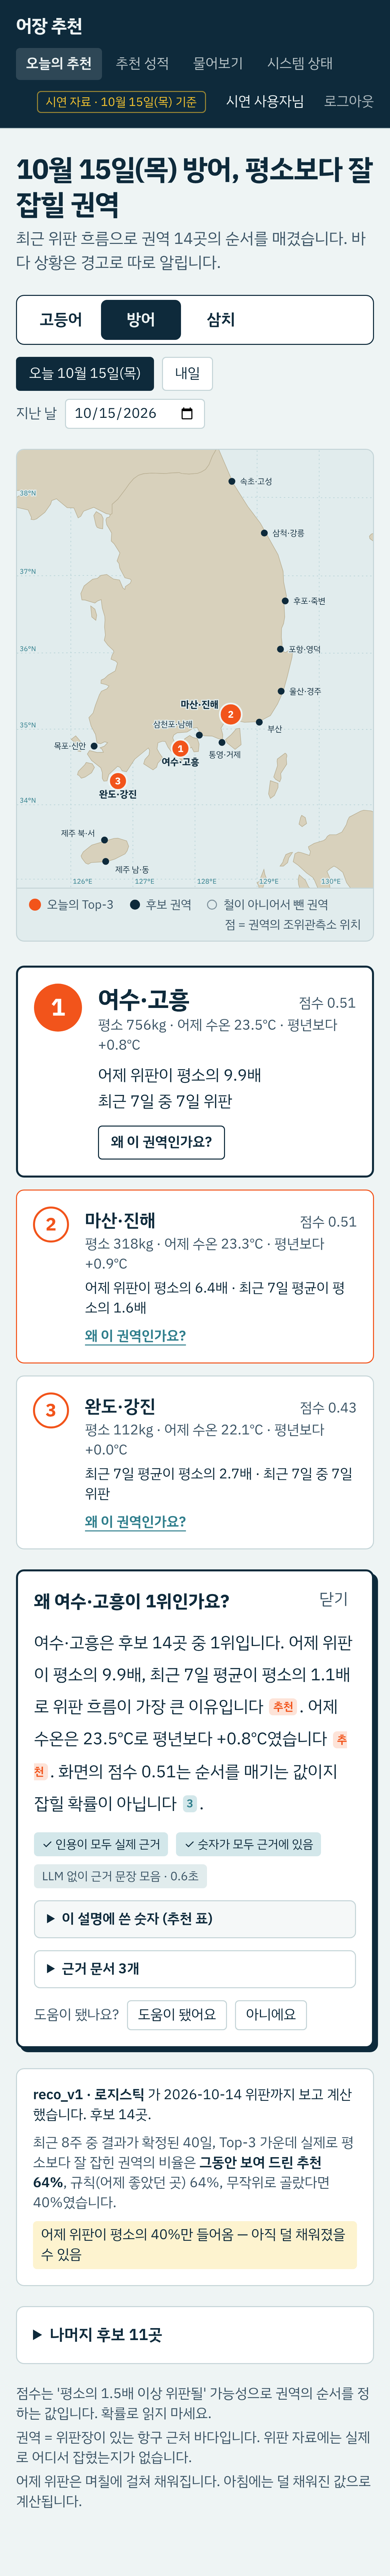 어장 추천
오늘의 추천 추천 성적 물어보기 시스템 상태
시연 자료 · 10월 15일(목) 기준 시연 사용자님 로그아웃
10월 15일(목) 방어, 평소보다 잘
잡힐 권역
최근 위판 흐름으로 권역 14곳의 순서를 매겼습니다. 바
다 상황은 경고로 따로 알립니다.
고등어 방어 삼치
오늘 10월 15일(목) 내일
지난 날 10/15/2026
38°N
속초·고성
삼척·강릉
37°N
후포·죽변
36°N
포항·영덕
울산·경주
마산·진해
2
35°N
삼천포·남해
부산
목포·신안
1
통영·거제
여수·고흥
3
완도·강진
34°N
제주 북·서
제주 남·동
126°E 127°E 128°E 129°E 130°E
오늘의 Top-3 후보 권역 철이 아니어서 뺀 권역
점 = 권역의 조위관측소 위치
1 여수·고흥 점수 0.51
평소 756kg · 어제 수온 23.5°C · 평년보다
+0.8°C
어제 위판이 평소의 9.9배
최근 7일 중 7일 위판
왜 이 권역인가요?
2 마산·진해 점수 0.51
평소 318kg · 어제 수온 23.3°C · 평년보다
+0.9°C
어제 위판이 평소의 6.4배 · 최근 7일 평균이 평
소의 1.6배
왜 이 권역인가요?
3 완도·강진 점수 0.43
평소 112kg · 어제 수온 22.1°C · 평년보다
+0.0°C
최근 7일 평균이 평소의 2.7배 · 최근 7일 중 7일
위판
왜 이 권역인가요?
왜 여수·고흥이 1위인가요? 닫기
여수·고흥은 후보 14곳 중 1위입니다. 어제 위판
이 평소의 9.9배, 최근 7일 평균이 평소의 1.1배
로 위판 흐름이 가장 큰 이유입니다 추천 . 어제
수온은 23.5°C로 평년보다 +0.8°C였습니다 추
천 . 화면의 점수 0.51는 순서를 매기는 값이지
잡힐 확률이 아닙니다 3 .
✓ 인용이 모두 실제 근거 ✓ 숫자가 모두 근거에 있음
LLM 없이 근거 문장 모음 · 0.6초
▶ 이 설명에 쓴 숫자 (추천 표)
▶ 근거 문서 3개
도움이 됐나요? 도움이 됐어요 아니에요
reco_v1 · 로지스틱 가 2026-10-14 위판까지 보고 계산
했습니다. 후보 14곳.
최근 8주 중 결과가 확정된 40일, Top-3 가운데 실제로 평
소보다 잘 잡힌 권역의 비율은 그동안 보여 드린 추천
64%, 규칙(어제 좋았던 곳) 64%, 무작위로 골랐다면
40%였습니다.
어제 위판이 평소의 40%만 들어옴 — 아직 덜 채워졌을
수 있음
▶ 나머지 후보 11곳
점수는 '평소의 1.5배 이상 위판될' 가능성으로 권역의 순서를 정
하는 값입니다. 확률로 읽지 마세요.
권역 = 위판장이 있는 항구 근처 바다입니다. 위판 자료에는 실제
로 어디서 잡혔는지가 없습니다.
어제 위판은 며칠에 걸쳐 채워집니다. 아침에는 덜 채워진 값으로
계산됩니다.